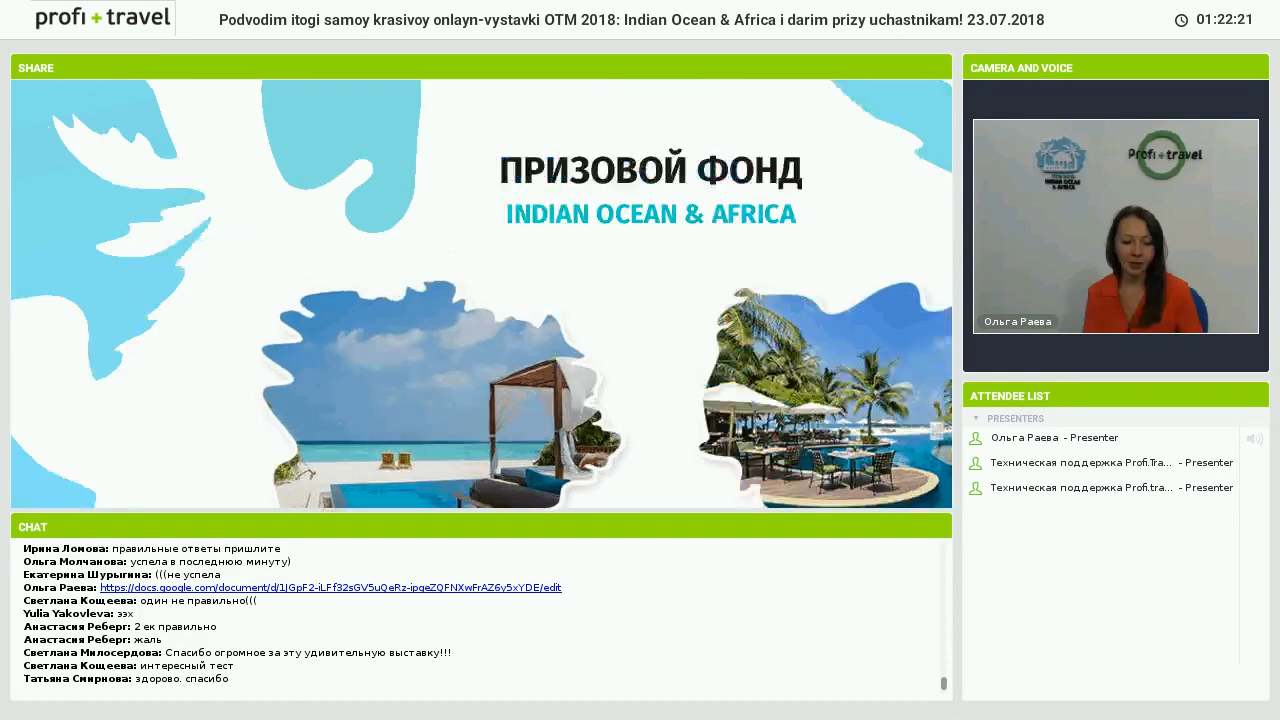 profi + travel
Podvodim itogi samoy krasivoy onlayn-vystavki OTM 2018: Indian Ocean & Africa i darim prizy uchastnikam! 23.07.2018
01:22:21
SHARE
ПРИЗОВОЙ ФОНД
INDIAN OCEAN & AFRICA
CAMERA AND VOICE
INDIAN OCEAN
& AFRICA
Profi travel
Ольга Раева
ATTENDEE LIST
PRESENTERS
Ольга Раева - Presenter
Техническая поддержка Profi.Tra... - Presenter
Техническая поддержка Profi.tra... - Presenter
CHAT
Ирина Ломова: правильные ответы пришлите
Ольга Молчанова: успела в последнюю минуту)
Екатерина Шурыгина: (((не успела
Ольга Раева: https://docs.google.com/document/d/1JGpF2-iLFf32sGV5uQeRz-ipqeZQFNXwFrAZ6y5xYDE/edit
Светлана Кощеева: один не правильно(((
Yulia Yakovleva: ээх
Анастасия Реберг: 2 ек правильно
Анастасия Реберг: жаль
Светлана Милосердова: Спасибо огромное за эту удивительную выставку!!!
Светлана Кощеева: интересный тест
Татьяна Смирнова: здорово. спасибо